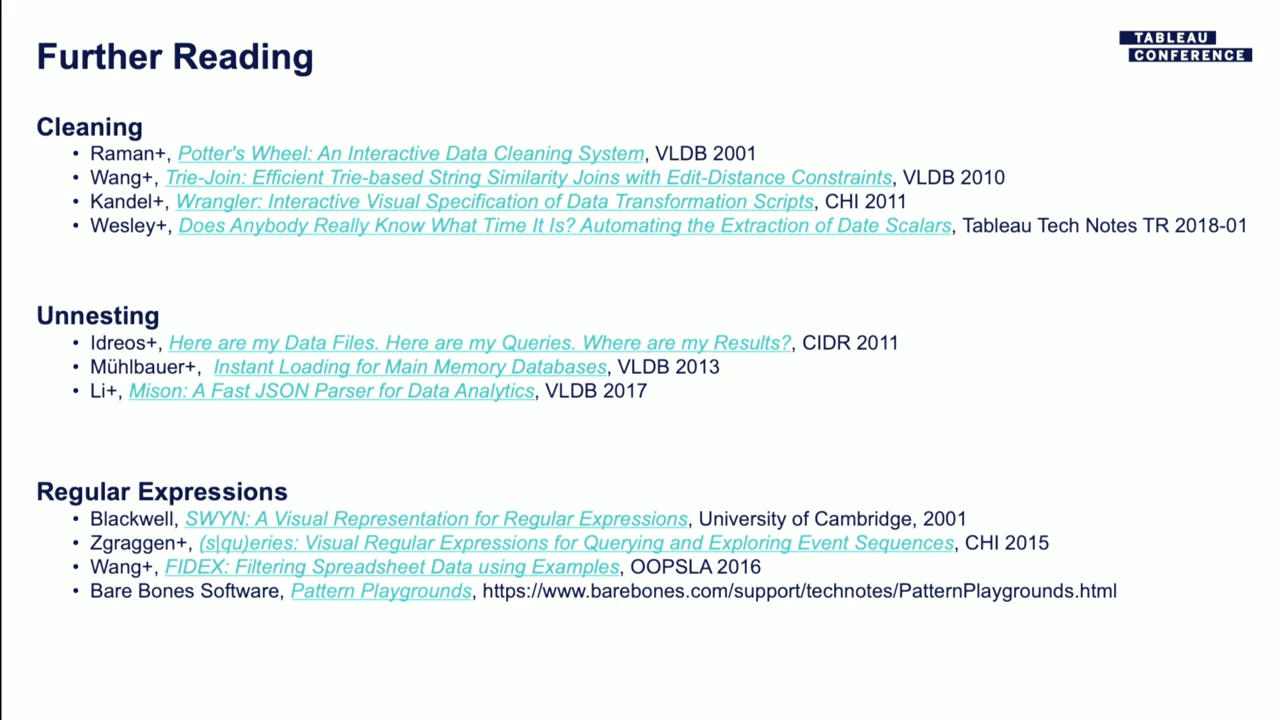 Further Reading
TABLEAU
CONFERENCE
Cleaning
• Raman+, Potter's Wheel: An Interactive Data Cleaning System, VLDB 2001
• Wang+, Trie-Join: Efficient Trie-based String Similarity Joins with Edit-Distance Constraints, VLDB 2010
• Kandel+, Wrangler: Interactive Visual Specification of Data Transformation Scripts, CHI 2011
• Wesley+, Does Anybody Really Know What Time It Is? Automating the Extraction of Date Scalars, Tableau Tech Notes TR 2018-01
Unnesting
• Idreos+, Here are my Data Files. Here are my Queries. Where are my Results?, CIDR 2011
• Mühlbauer+, Instant Loading for Main Memory Databases, VLDB 2013
• Li+, Mison: A Fast JSON Parser for Data Analytics, VLDB 2017
Regular Expressions
• Blackwell, SWYN: A Visual Representation for Regular Expressions, University of Cambridge, 2001
• Zgraggen+, (s|qu)eries: Visual Regular Expressions for Querying and Exploring Event Sequences, CHI 2015
• Wang+, FIDEX: Filtering Spreadsheet Data using Examples, OOPSLA 2016
• Bare Bones Software, Pattern Playgrounds, https://www.barebones.com/support/technotes/PatternPlaygrounds.html